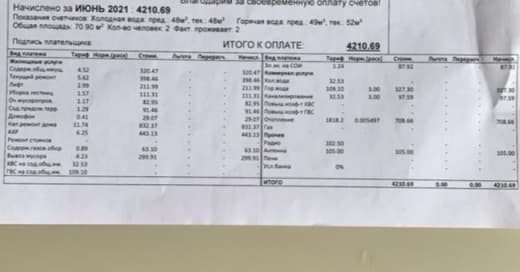 своевременную оплату счетов!
Начислено за ИЮНЬ 2021 : 4210.69
Показания счетчиков: Холодная вода: пред.: 48м³, тек.: 48м³ Горячая вода: пред.: 49м³, тек.: 52м³
Общая площадь: 70.90 м² Кол-во человек: 2 Факт. проживает: 2
Подпись плательщика: ИТОГО К ОПЛАТЕ: 4210.69
Вид платежа Тариф Норм.(расх) Стоим. Льгота Перерасч. Начисл.
Жилищные услуги
Содерж.общ.имущ. 4.52 320.47 - - 320.47
Текущий ремонт 5.62 398.46 - - 398.46
Лифт 2.99 211.99 - - 211.99
Уборка лестниц 1.57 111.31 - - 111.31
Оч.мусоропров. 1.17 82.95 - - 82.95
Сод.придом.терр. 1.29 91.46 - - 91.46
Домофон 0.41 29.07 - - 29.07
Кап.ремонт дома 11.74 832.37 - - 832.37
АХР 6.25 443.13 - - 443.13
Ремонт стояков
Содерж.газов.обор 0.89 63.10 - - 63.10
Вывоз мусора 4.23 299.91 - - 299.91
ХВС на сод.общ.им. 32.53
ГВС на сод.общ.им. 109.10
Вид платежа Тариф Норм.(расх) Стоим. Льгота Перерасч. Начисл.
Эл.эн. на СОИ 1.24 87.92 - - 87.92
Коммунальные услуги
Хол.вода 32.53
Гор.вода 3.00 327.30 - - 327.30
Канализирование 32.53 3.00 97.59 - - 97.59
Повыш.коэф-т ХВС
Повыш.коэф-т ГВС
Отопление 1818.2 0.005497 708.66 - - 708.66
Газ
Прочее
Радио 102.50
Антенна 105.00 105.00 - - 105.00
Пени
Усл.банка 0%
ИТОГО 4210.69 0.00 0.00 4210.69